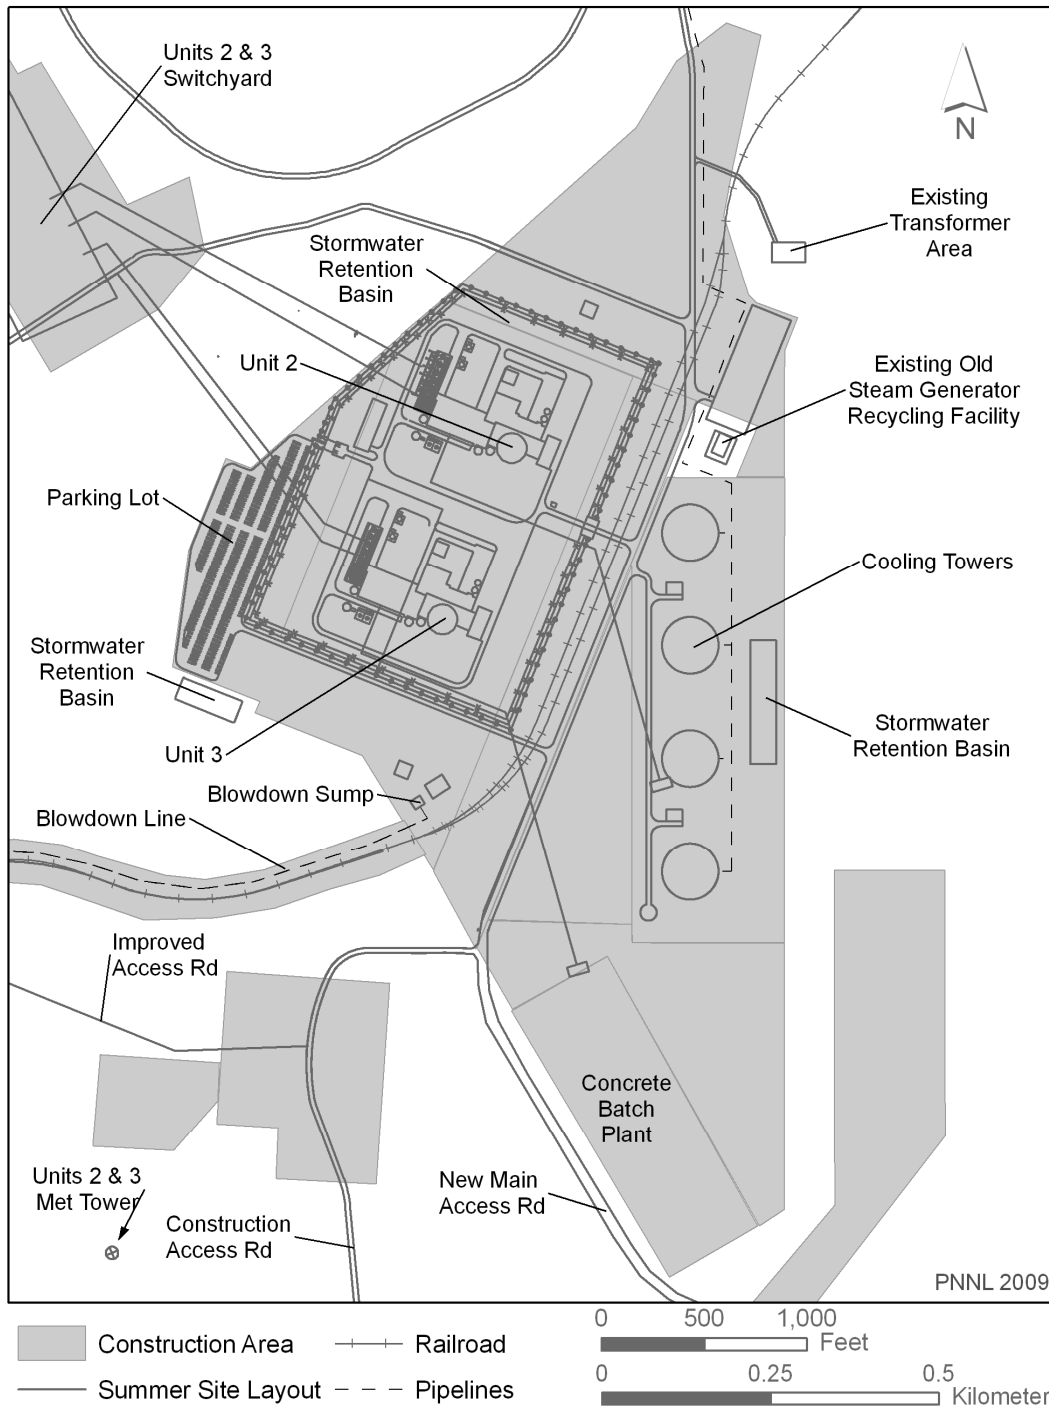 Units 2 & 3
Switchyard
N
Existing
Transformer
Area
Stormwater
Retention
Basin
Unit 2
Existing Old
Steam Generator
Recycling Facility
Parking Lot
Cooling Towers
Stormwater
Retention
Basin
Stormwater
Retention Basin
Unit 3
Blowdown Sump
Blowdown Line
Improved
Access Rd
Concrete
Batch
Plant
Units 2 & 3
Met Tower
New Main
Access Rd
Construction
Access Rd
PNNL 2009
Construction Area
Railroad
Summer Site Layout
Pipelines
0 500 1,000
Feet
0 0.25 0.5
Kilometer